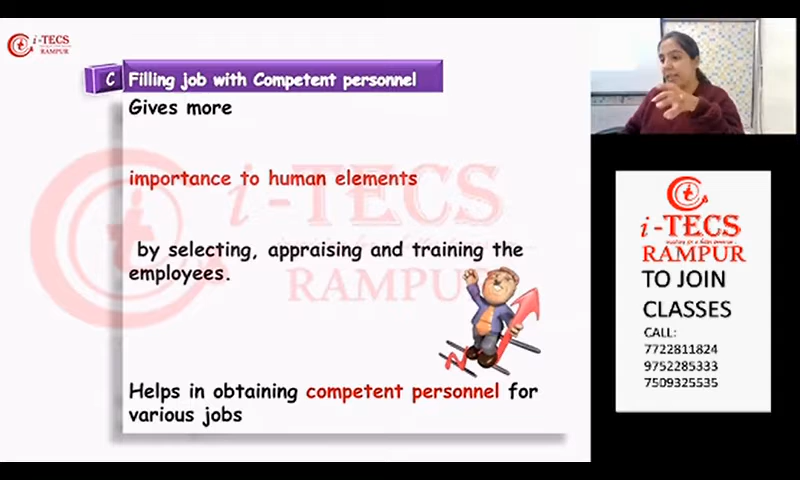 i-TECS
RAMPUR
C Filling job with Competent personnel
Gives more
importance to human elements
by selecting, appraising and training the
employees.
Helps in obtaining competent personnel for
various jobs
i-TECS
RAMPUR
i-TECS
RAMPUR
TO JOIN
CLASSES
CALL:
7722811824
9752285333
7509325535